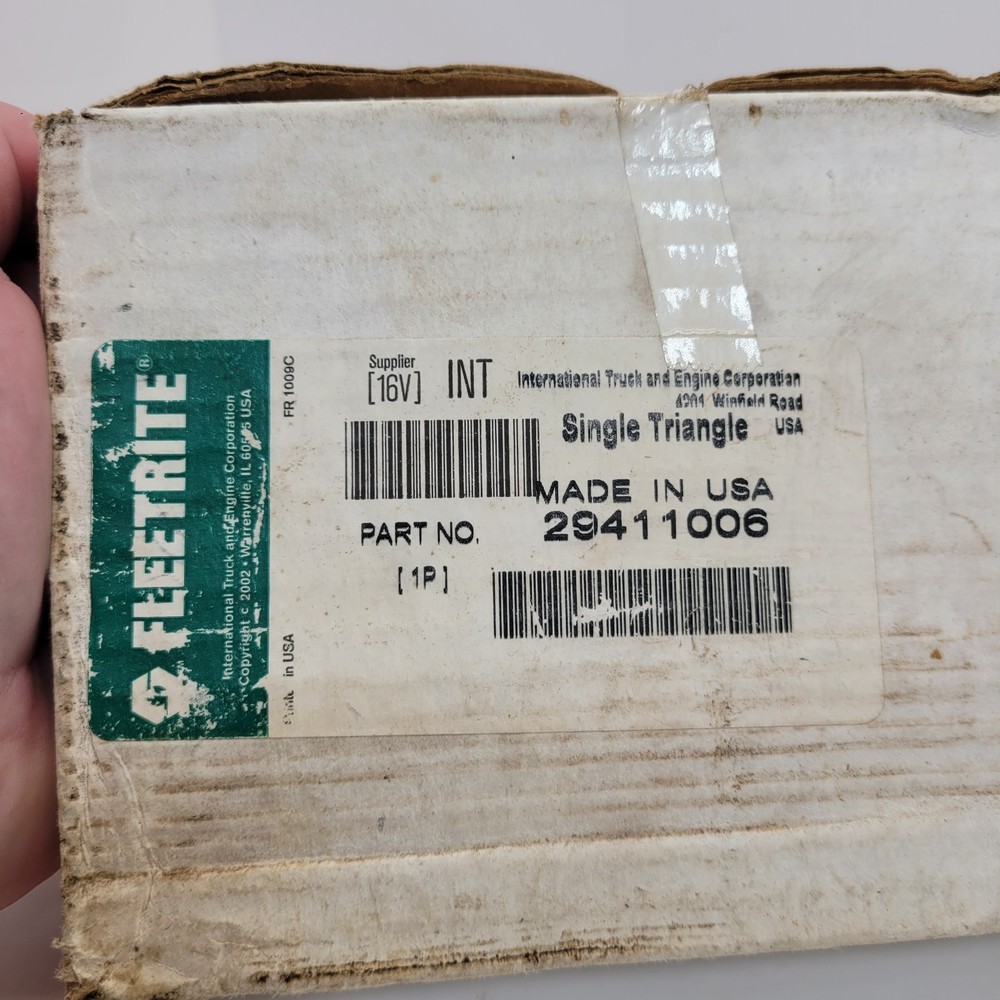 FLEETRITE®
International Truck and Engine Corporation
Copyright c 2002 • Warrenville, IL USA
FR 1009C
in USA
Supplier
[16V]
INT
International Truck and Engine Corporation
4201 Winfield Road
USA
Single Triangle
MADE IN USA
PART NO.
29411006
[1P]